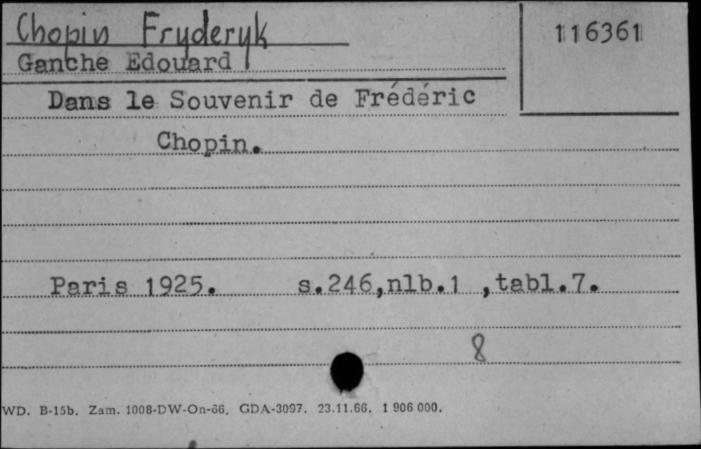 Chopin Fryderyk
116361
Ganche Edouard
Dans le Souvenir de Frédéric
Chopin.
Paris 1925. s.246,nlb.1 ,tabl.7.
8
WD. B-15b. Zam. 1008-DW-On-66. GDA-3097. 23.11.66. 1 906 000.